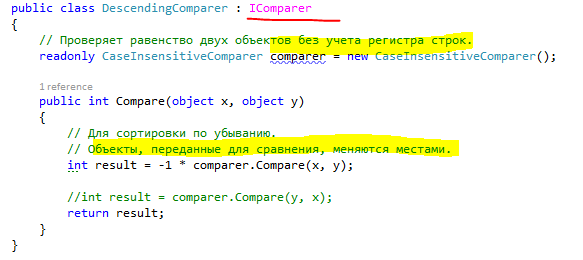 public class DescendingComparer : IComparer
{
// Проверяет равенство двух объектов без учета регистра строк.
readonly CaseInsensitiveComparer comparer = new CaseInsensitiveComparer();
1 reference
public int Compare(object x, object y)
{
// Для сортировки по убыванию.
// Объекты, переданные для сравнения, меняются местами.
int result = -1 * comparer.Compare(x, y);
//int result = comparer.Compare(y, x);
return result;
}
}